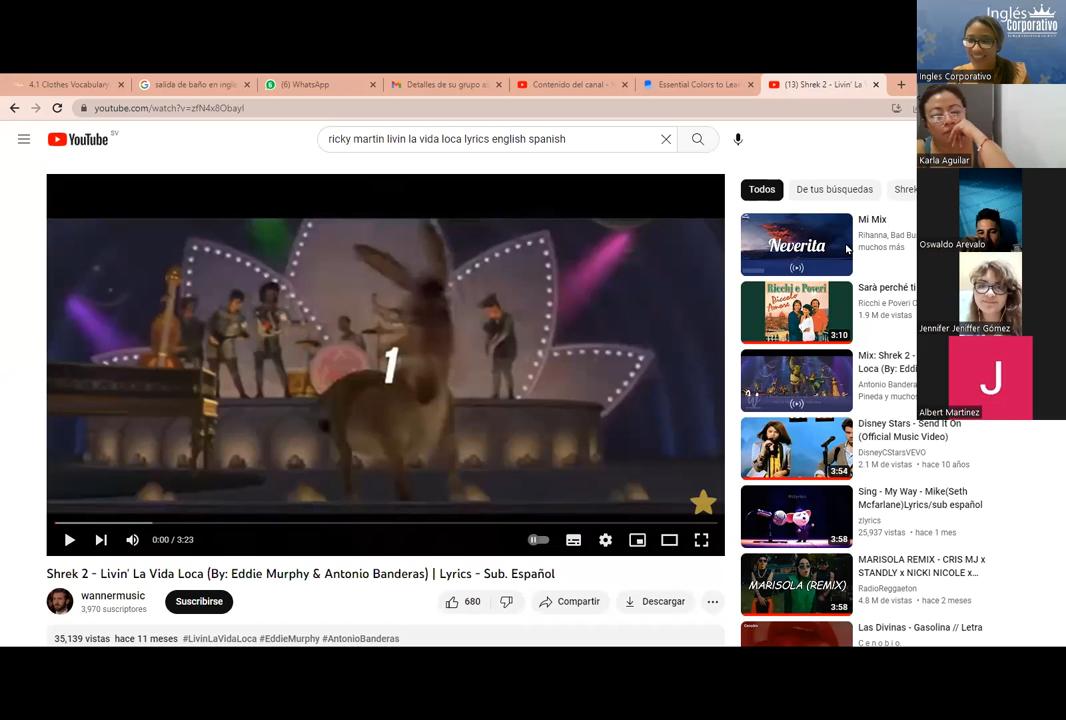 4.1 Clothes Vocabulary
salida de baño en inglé
(6) WhatsApp
Detalles de su grupo a
Contenido del canal -
Essential Colors to Lea
(13) Shrek 2 - Livin' La
youtube.com/watch?v=zfN4x8Obayl
YouTube SV
ricky martin livin la vida loca lyrics english spanish
1
0:00 / 3:23
Shrek 2 - Livin' La Vida Loca (By: Eddie Murphy & Antonio Banderas) | Lyrics - Sub. Español
wannermusic
3,970 suscriptores
Suscribirse
680
Compartir
Descargar
35,139 vistas hace 11 meses #LivinLaVidaLoca #EddieMurphy #AntonioBanderas
Todos
De tus búsquedas
Shrek
Neverita
Mi Mix
Rihanna, Bad Bu
muchos más
Ricchi e Poveri
3:10
Sarà perché ti
Ricchi e Poveri
1.9 M de vistas
Mix: Shrek 2 -
Loca (By: Eddi
Antonio Bandera
Pineda y muchos
3:54
Disney Stars - Send It On
(Official Music Video)
DisneyCStarsVEVO
2.1 M de vistas • hace 10 años
3:58
Sing - My Way - Mike(Seth
Mcfarlane)Lyrics/sub español
zlyrics
25,937 vistas • hace 1 mes
MARISOLA (REMIX)
3:58
MARISOLA REMIX - CRIS MJ x
STANDLY x NICKI NICOLE x...
RadioReggaeton
4.8 M de vistas • hace 2 meses
Las Divinas - Gasolina // Letra
Cenobio
Inglés
Corporativo
Ingles Corporativo
Karla Aguilar
Oswaldo Arevalo
Jennifer Jeniffer Gómez
J
Albert Martinez